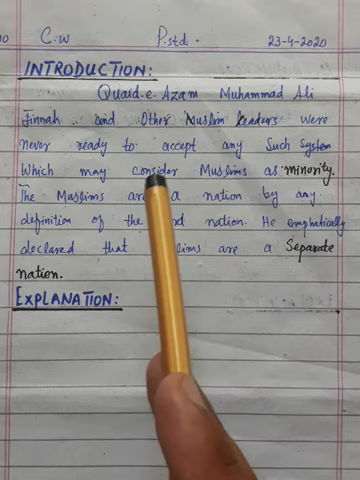 C.W P.std. 23-4-2020
INTRODUCTION:
Quaid-e-Azam Muhammad Ali
Jinnah and Other Muslim Leaders were
never ready to accept any Such System
Which may consider Muslims as minority.
The Muslims are a nation by any
definition of the nation. He emphatically
declared that are a Separate
nation.
EXPLANATION: